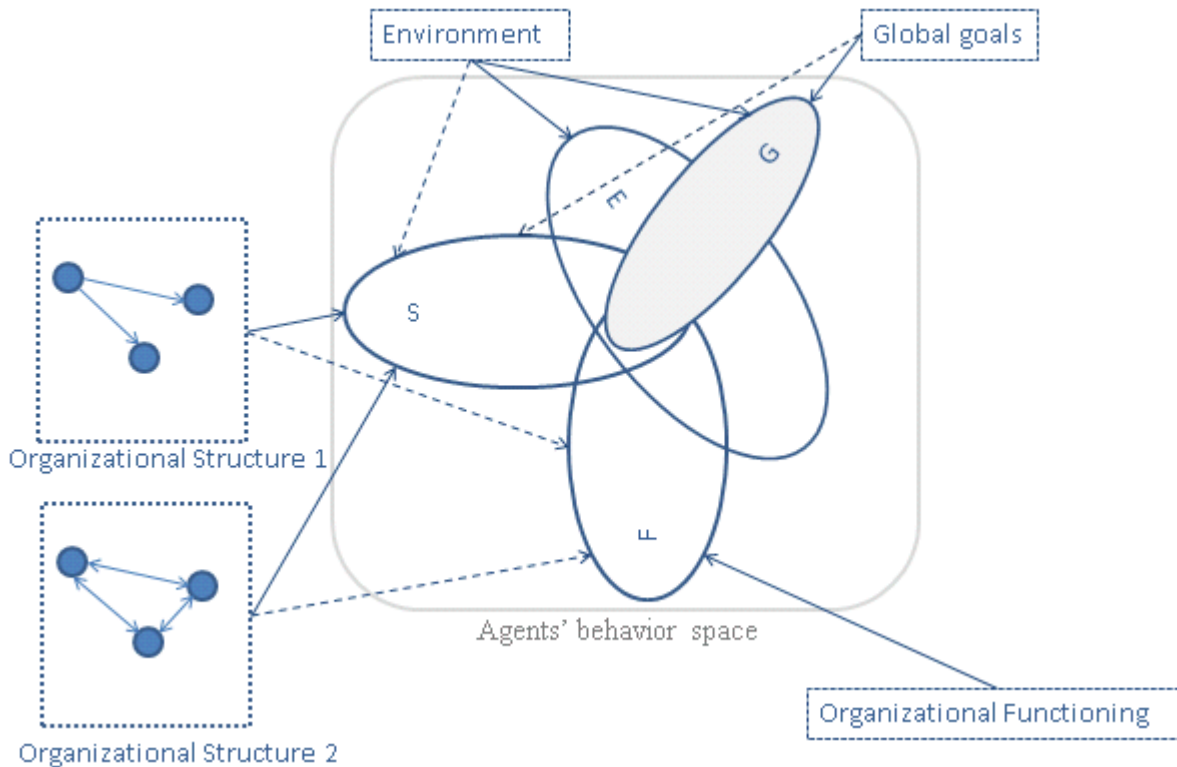 Environment
Global goals
G
E
S
Organizational Structure 1
F
Agents' behavior space
Organizational Functioning
Organizational Structure 2